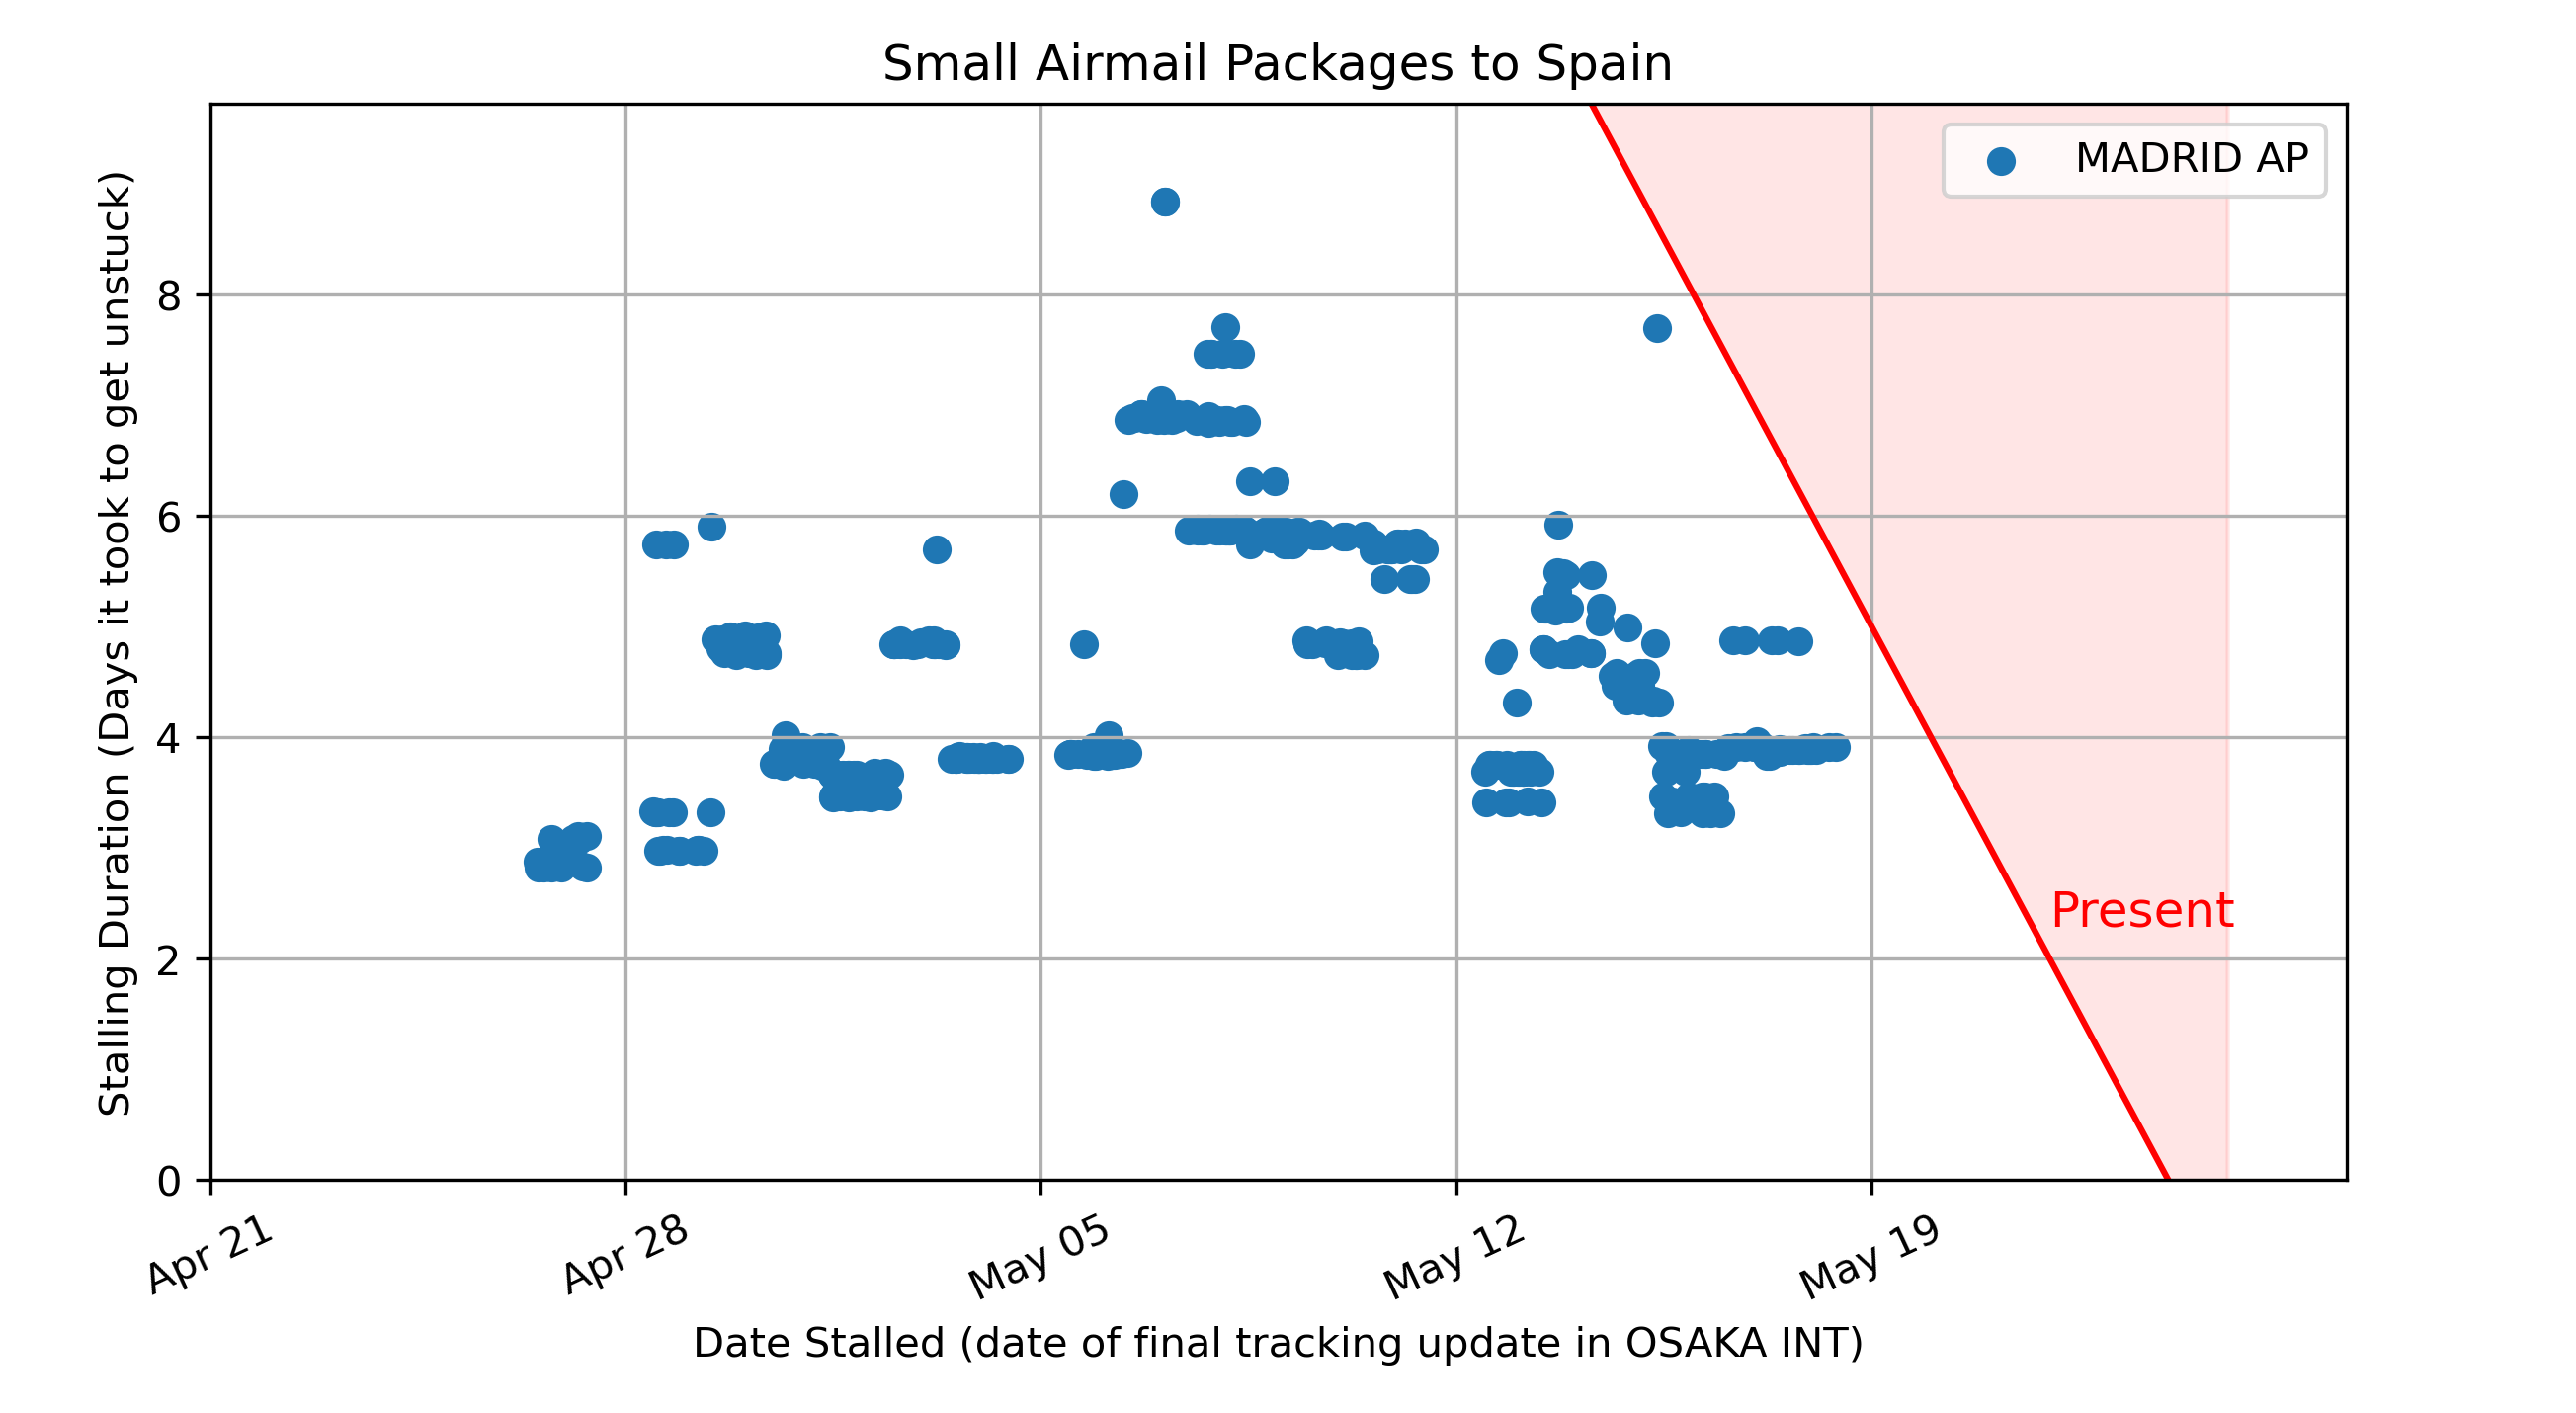 Small Airmail Packages to Spain
MADRID AP
Stalling Duration (Days it took to get unstuck)
8
6
4
2
0
Present
Apr 21
Apr 28
May 05
May 12
May 19
Date Stalled (date of final tracking update in OSAKA INT)